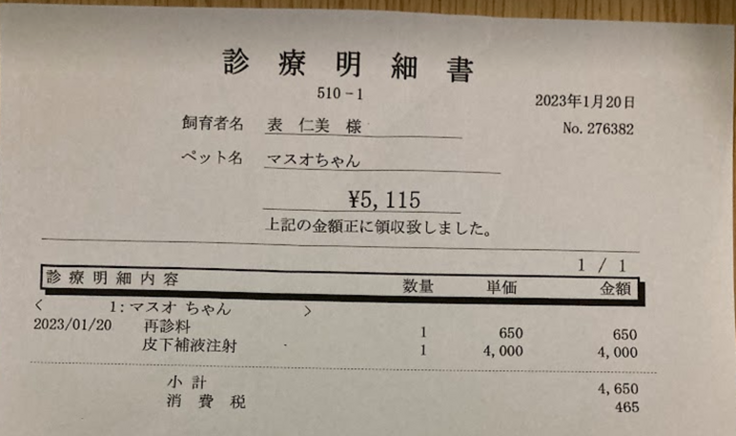 診療明細書
510-1
2023年1月20日
飼育者名 表 仁美 様
No. 276382
ペット名 マスオちゃん
¥5,115
上記の金額正に領収致しました。
1 / 1
診療明細内容 数量 単価 金額
< 1:マスオ ちゃん >
2023/01/20 再診料 1 650 650
皮下補液注射 1 4,000 4,000
小計 4,650
消費税 465